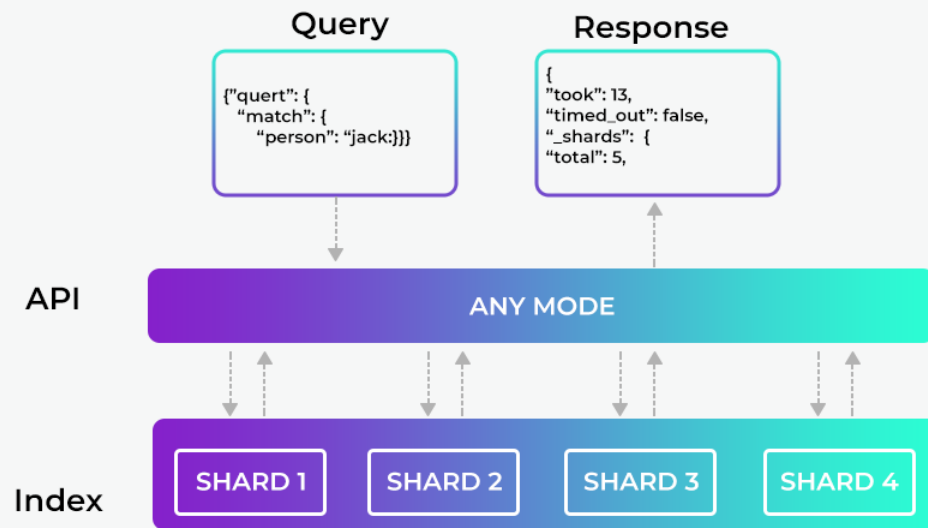 Query
Response
{”quert”: {
“match”: {
“person”: “jack:}}}
{
”took”: 13,
“timed_out”: false,
“_shards”:  {
“total”: 5,
API
ANY MODE
SHARD 1
SHARD 2
SHARD 3
SHARD 4
Index